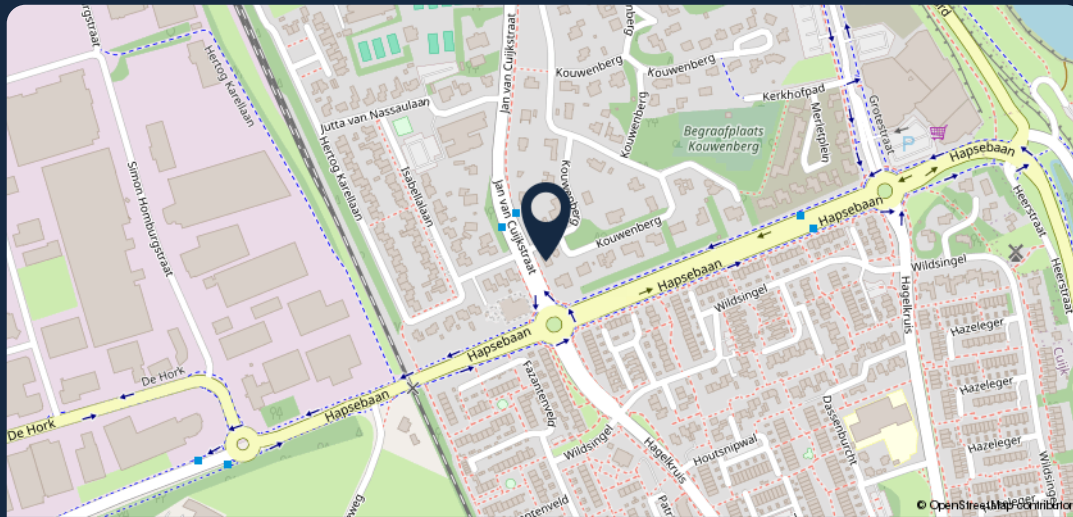 Jan van Cuijkstraat
Hertog Karellaan
Kouwenberg
Kouwenberg
Kerkhofpad
Jutta van Nassaulaan
Kouwenberg
Begraafplaats
Kouwenberg
Merletplein
Grotestraat
P
Hapsebaan
Hertog Karellaan
Simon Homburgstraat
Isabellalaan
Jan van Cuijkstraat
Kouwenberg
Kouwenberg
Hapsebaan
Heerstraat
Hapsebaan
Wildsingel
Heerstraat
Wildsingel
Hagelkruis
Hazeleger
Hapsebaan
Cuijk
De Hork
Hapsebaan
Fazantenveld
Hazeleger
Dassenburcht
De Hork
Wildsingel
Hagelkruis
Houtsnipwal
Hazeleger
Wildsingel
© OpenStreetMap contributor